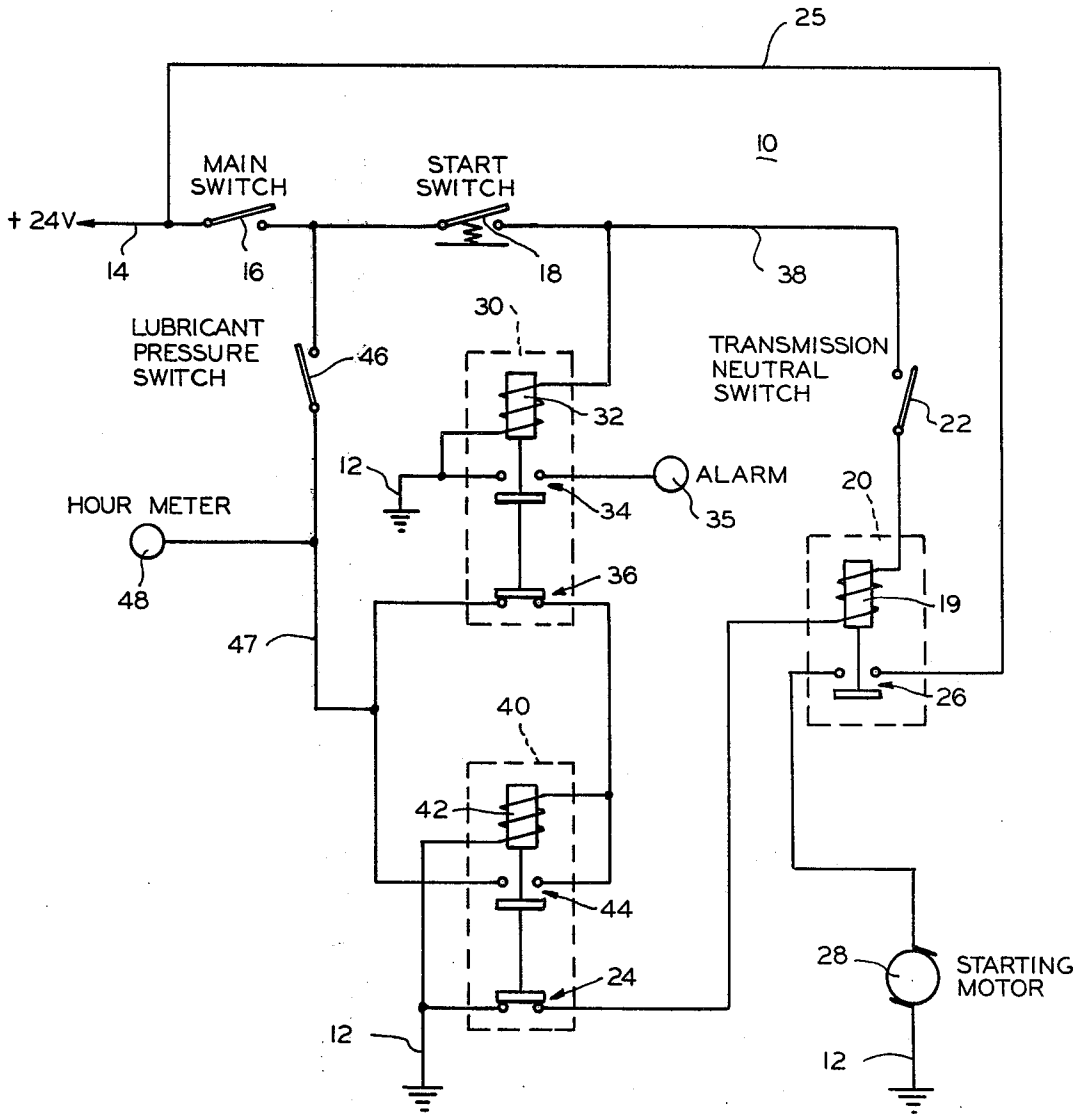 25
10
MAIN
SWITCH
START
SWITCH
+ 24V
14
16
18
38
30
LUBRICANT
PRESSURE
SWITCH
46
TRANSMISSION
NEUTRAL
SWITCH
32
22
12
ALARM
34
35
20
HOUR METER
48
36
19
47
26
40
42
44
28
STARTING
MOTOR
24
12
12